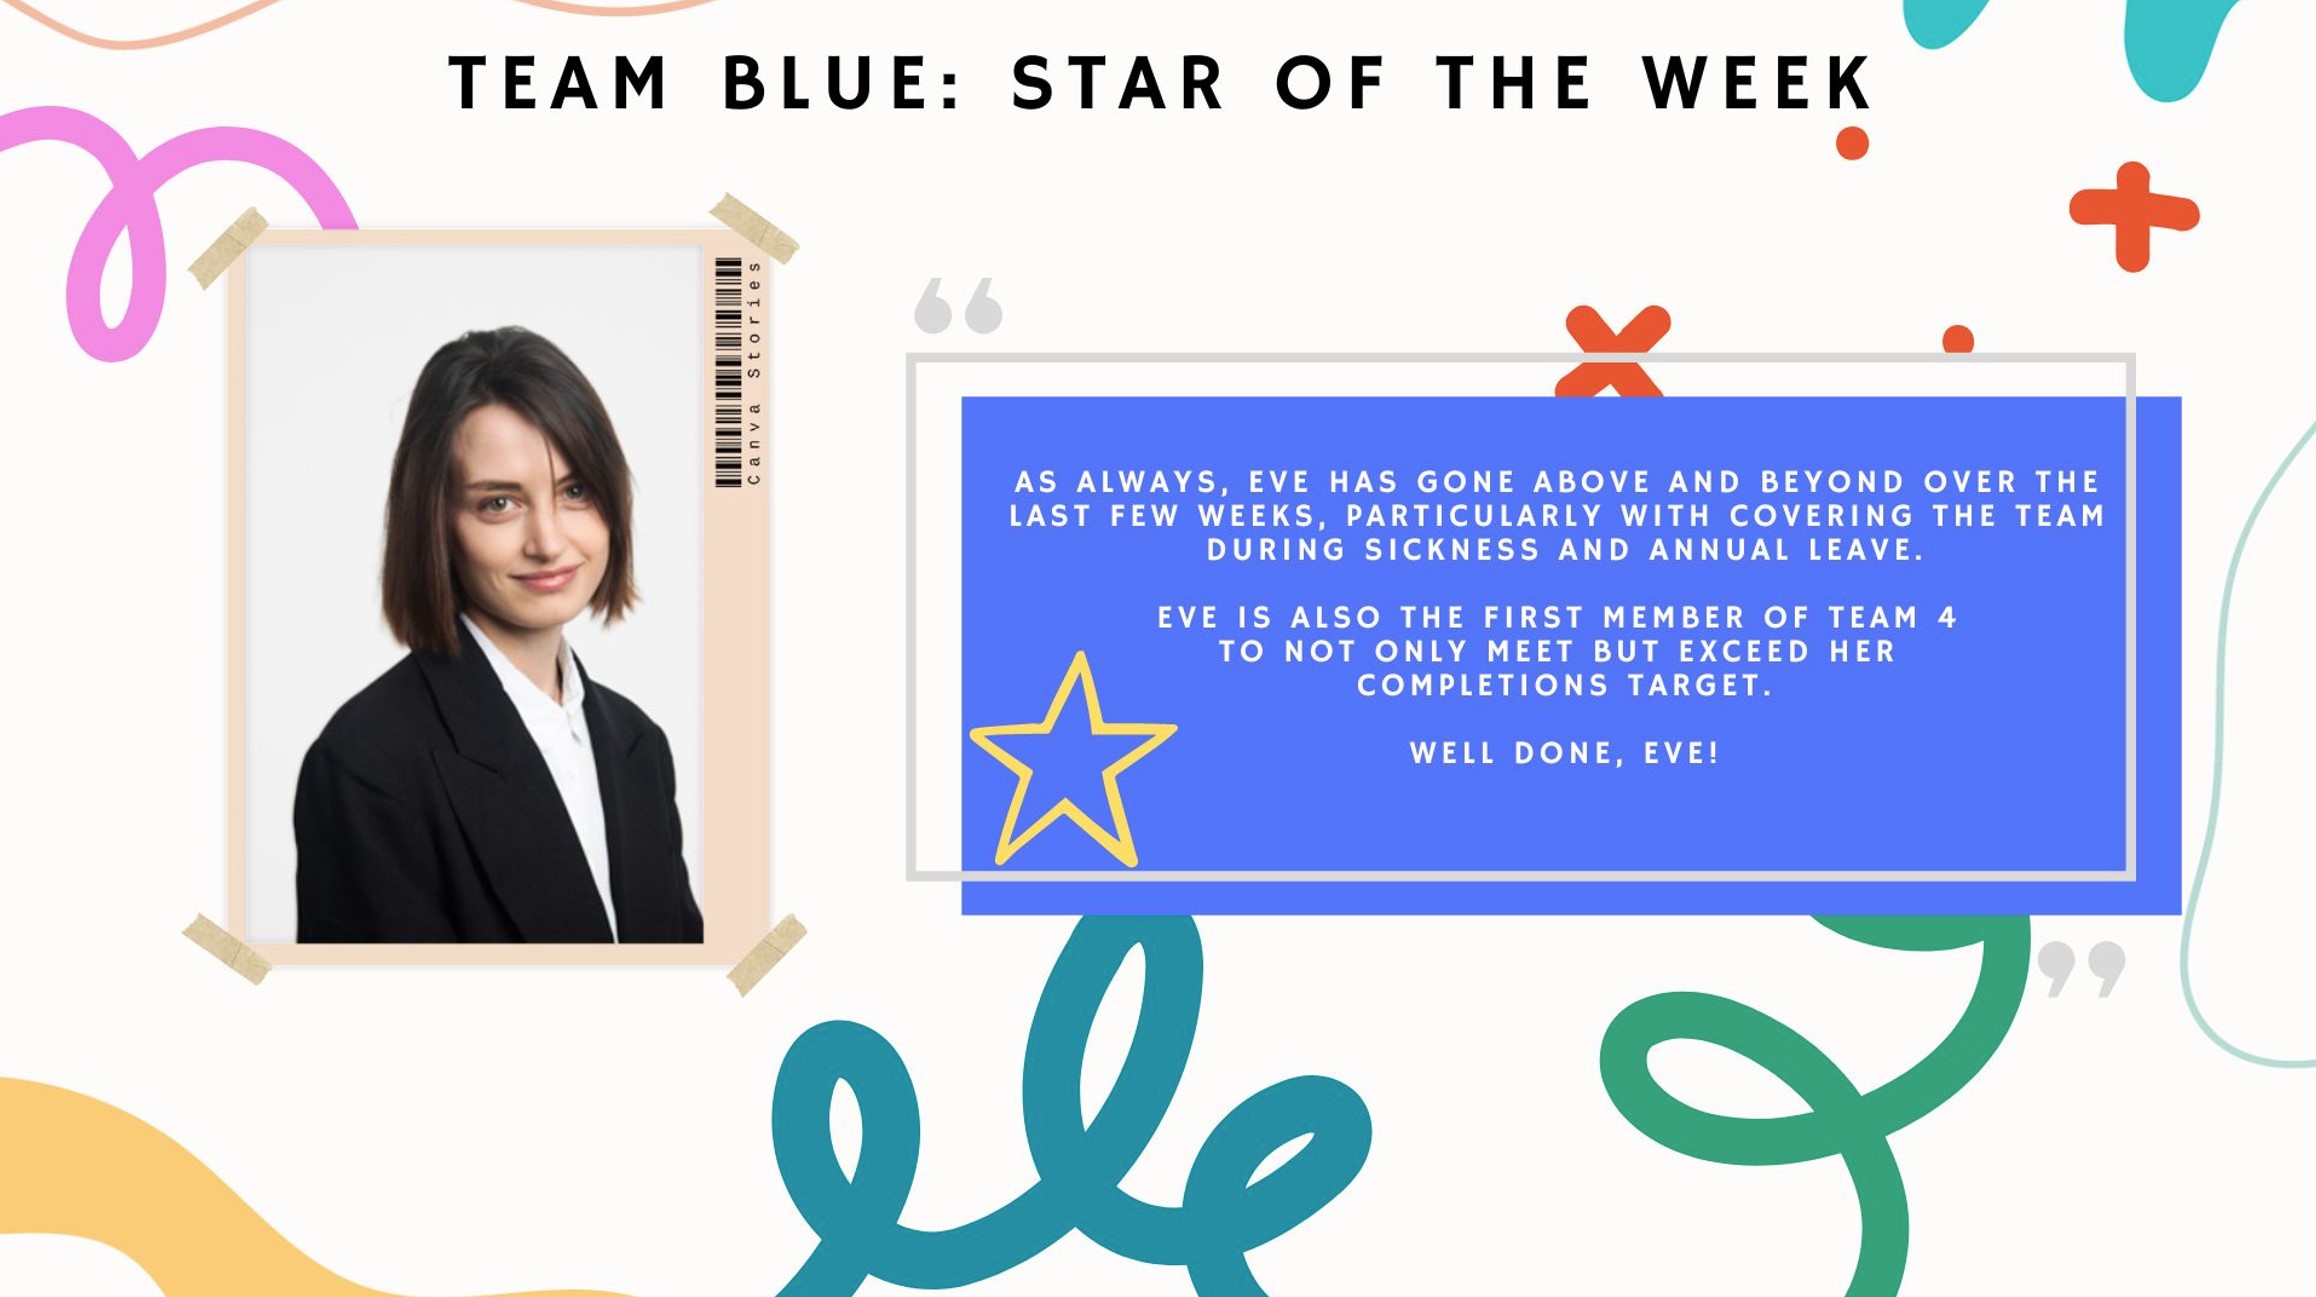 TEAM BLUE: STAR OF THE WEEK
Canva Stories
AS ALWAYS, EVE HAS GONE ABOVE AND BEYOND OVER THE
LAST FEW WEEKS, PARTICULARLY WITH COVERING THE TEAM
DURING SICKNESS AND ANNUAL LEAVE.
EVE IS ALSO THE FIRST MEMBER OF TEAM 4
TO NOT ONLY MEET BUT EXCEED HER
COMPLETIONS TARGET.
WELL DONE, EVE!